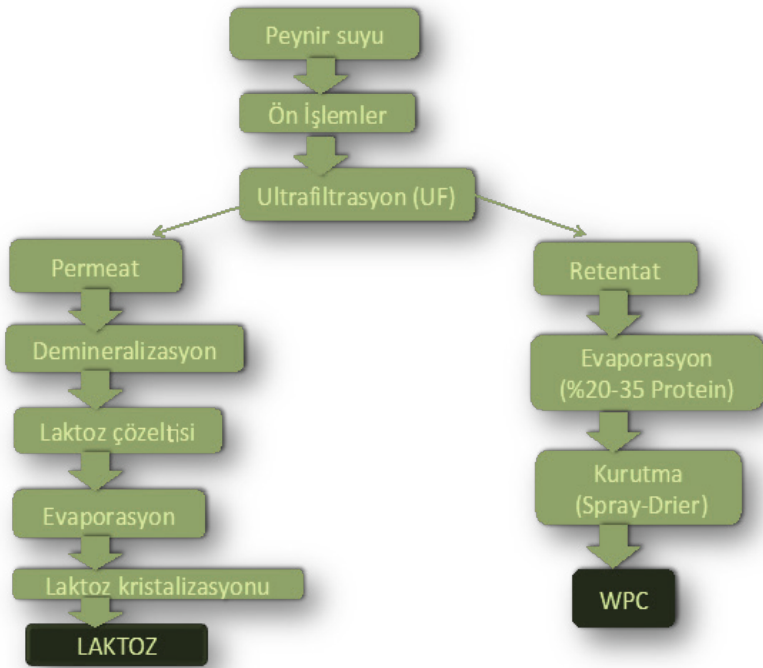 Peynir suyu
Ön İşlemler
Ultrafiltrasyon (UF)
Permeat
Demineralizasyon
Laktoz çözeltisi
Evaporasyon
Laktoz kristalizasyonu
LAKTOZ
Retentat
Evaporasyon
(%20-35 Protein)
Kurutma
(Spray-Drier)
WPC